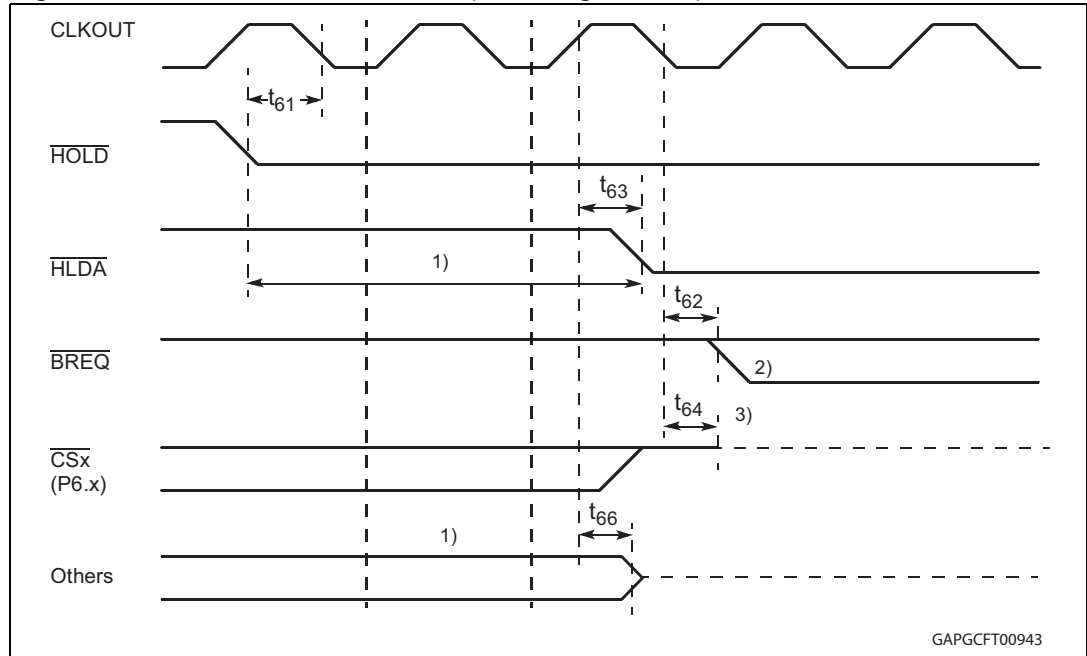 CLKOUT
t61
HOLD
t63
HLDA
1)
t62
BREQ
2)
t64
3)
CSx
(P6.x)
t66
1)
Others
GAPGCFT00943